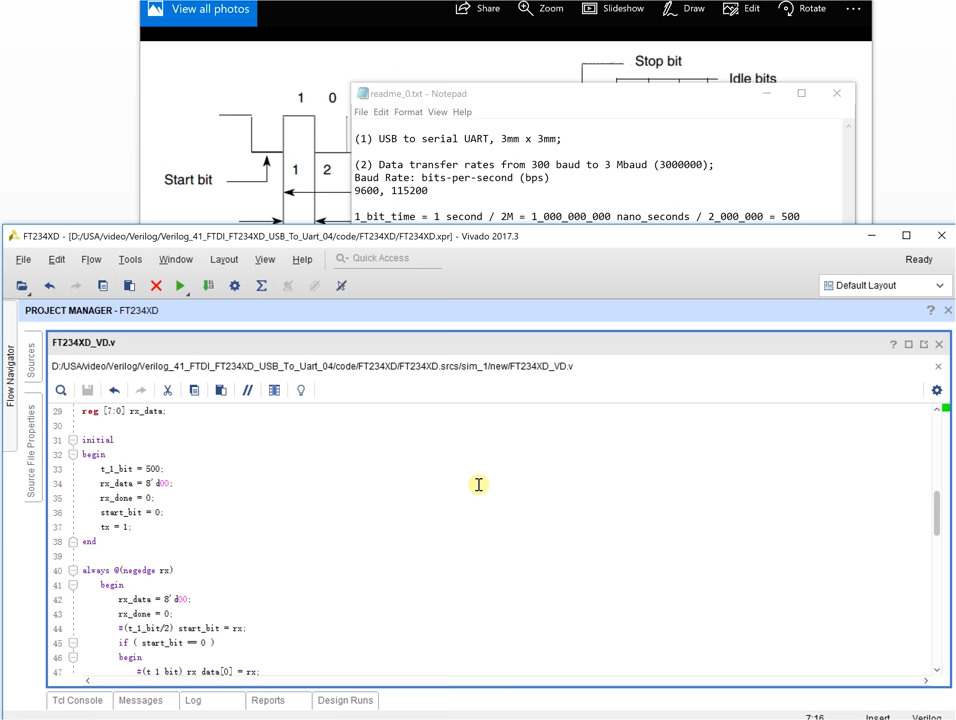 View all photos
Share
Zoom
Slideshow
Draw
Edit
Rotate
Stop bit
Idle bits
1 0
Start bit
1 2
readme_0.txt - Notepad
File Edit Format View Help
(1) USB to serial UART, 3mm x 3mm;
(2) Data transfer rates from 300 baud to 3 Mbaud (3000000);
Baud Rate: bits-per-second (bps)
9600, 115200
1_bit_time = 1 second / 2M = 1_000_000_000 nano_seconds / 2_000_000 = 500
FT234XD - [D:/USA/video/Verilog/Verilog_41_FTDI_FT234XD_USB_To_Uart_04/code/FT234XD/FT234XD.xpr] - Vivado 2017.3
File Edit Flow Tools Window Layout View Help
Quick Access
Ready
Default Layout
PROJECT MANAGER - FT234XD
Flow Navigator
Sources
Source File Properties
FT234XD_VD.v
D:/USA/video/Verilog/Verilog_41_FTDI_FT234XD_USB_To_Uart_04/code/FT234XD/FT234XD.srcs/sim_1/new/FT234XD_VD.v
29 reg [7:0] rx_data;
30
31 initial
32 begin
33 t_1_bit = 500;
34 rx_data = 8'd00;
35 rx_done = 0;
36 start_bit = 0;
37 tx = 1;
38 end
39
40 always @(negedge rx)
41 begin
42 rx_data = 8'd00;
43 rx_done = 0;
44 #(t_1_bit/2) start_bit = rx;
45 if ( start_bit == 0 )
46 begin
47 #(t_1_bit) rx_data[0] = rx;
Tcl Console
Messages
Log
Reports
Design Runs
7:16
Insert
Verilog